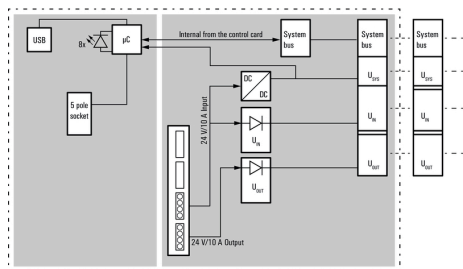 USB
8x
µC
5 pole
socket
Internal from the control card
System
bus
System
bus
System
bus
DC
DC
U_SYS
U_SYS
24 V/10 A Input
U_IN
U_IN
U_IN
U_OUT
U_OUT
U_OUT
24 V/10 A Output